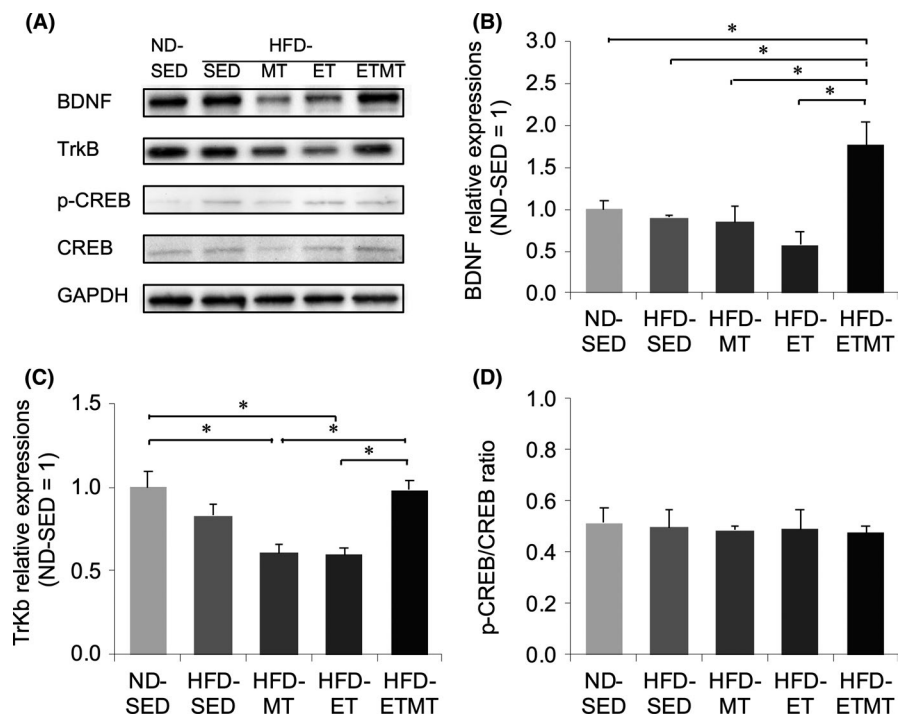 (A)
ND-
SED
HFD-
SED MT ET ETMT
BDNF
TrkB
p-CREB
CREB
GAPDH
(B)
BDNF relative expressions
(ND-SED = 1)
3.0
2.5
2.0
1.5
1.0
0.5
0.0
*
*
*
*
ND-
SED
HFD-
SED
HFD-
MT
HFD-
ET
HFD-
ETMT
(C)
TrKb relative expressions
(ND-SED = 1)
1.5
1.0
0.5
0.0
*
* *
*
ND-
SED
HFD-
SED
HFD-
MT
HFD-
ET
HFD-
ETMT
(D)
p-CREB/CREB ratio
1.0
0.8
0.6
0.4
0.2
0.0
ND-
SED
HFD-
SED
HFD-
MT
HFD-
ET
HFD-
ETMT